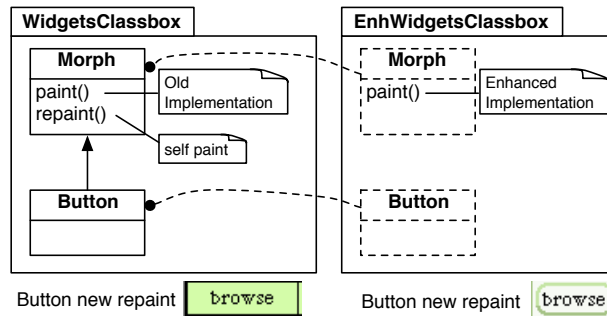 WidgetsClassbox
Morph
paint()
repaint()
Old
Implementation
self paint
Button
Button new repaint browse
EnhWidgetsClassbox
Morph
paint()
Enhanced
Implementation
Button
Button new repaint browse